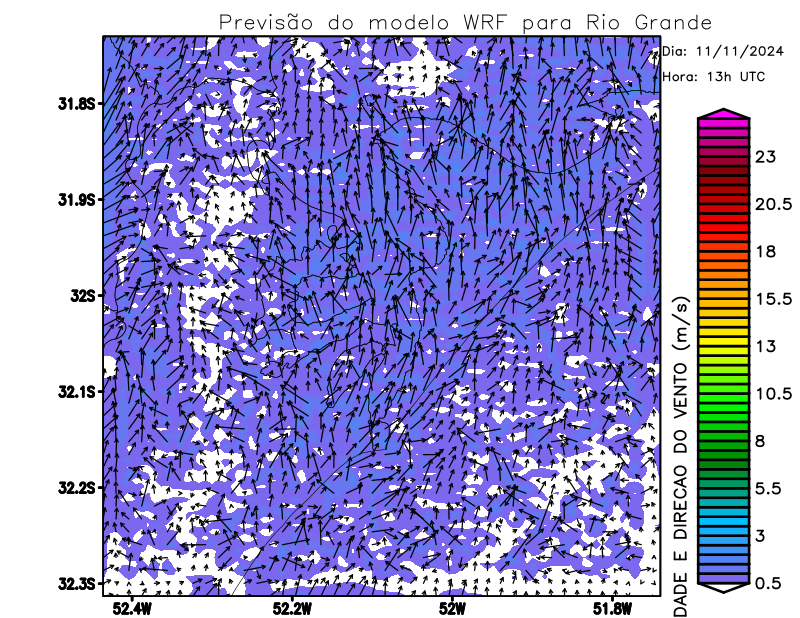 Previsão do modelo WRF para Rio Grande
Dia: 11/11/2024
Hora: 13h UTC
31.8S
31.9S
32S
32.1S
32.2S
32.3S
52.4W
52.2W
52W
51.8W
23
20.5
18
15.5
13
10.5
8
5.5
3
0.5
DADE E DIRECAO DO VENTO (m/s)